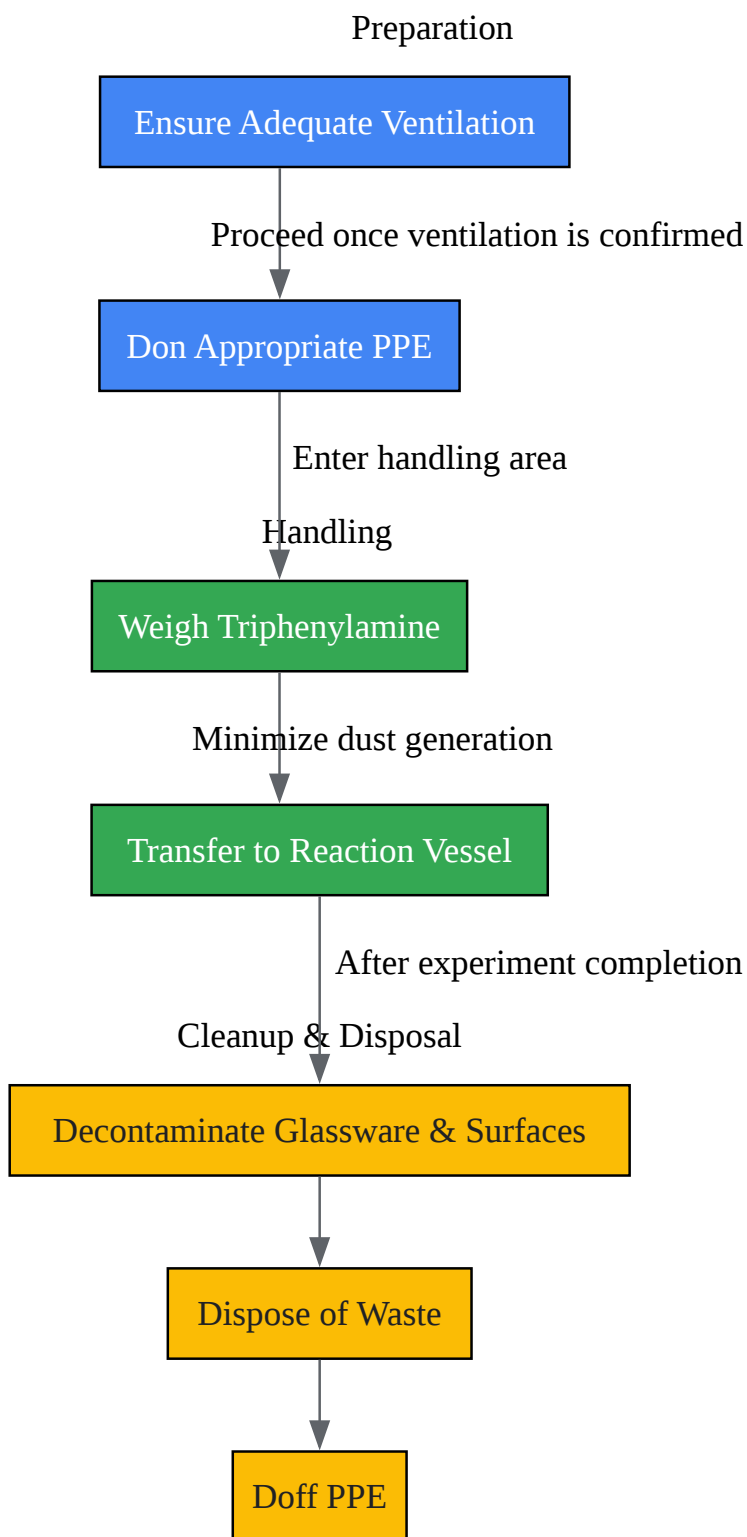 Preparation
Ensure Adequate Ventilation
Proceed once ventilation is confirmed
Don Appropriate PPE
Enter handling area
Handling
Weigh Triphenylamine
Minimize dust generation
Transfer to Reaction Vessel
After experiment completion
Cleanup & Disposal
Decontaminate Glassware & Surfaces
Dispose of Waste
Doff PPE